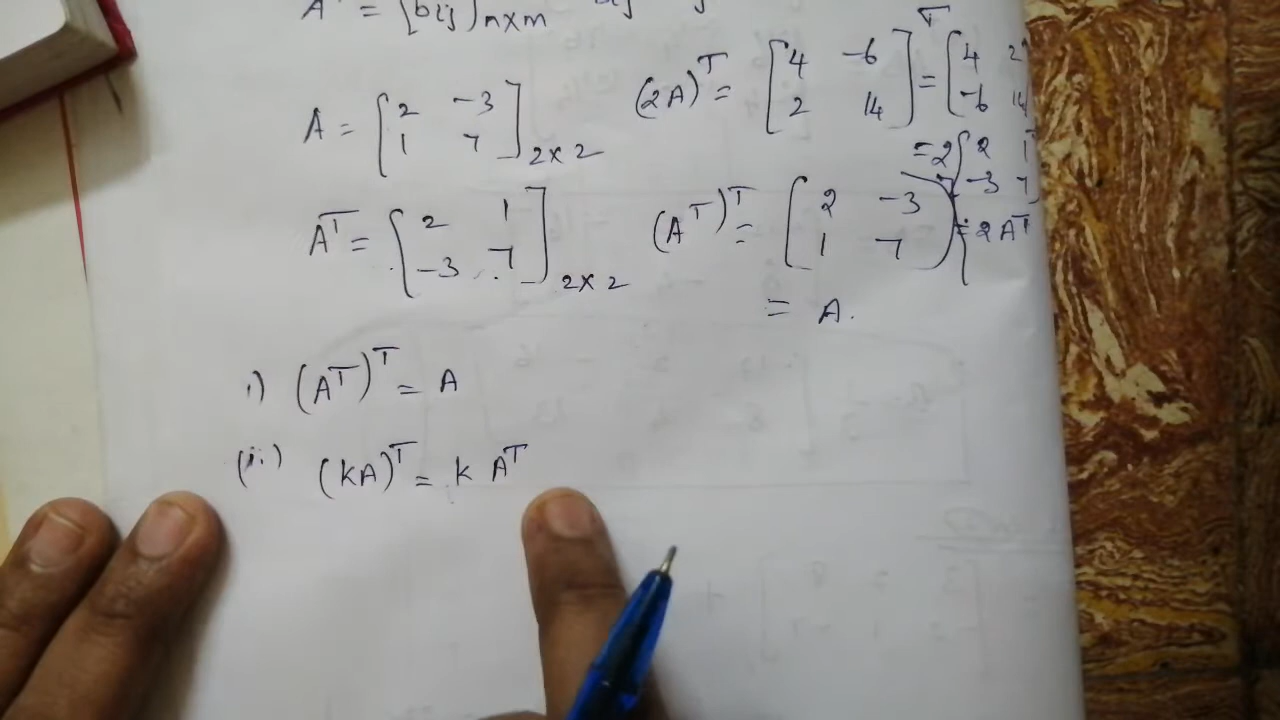 A = [bij]n×m
(2A)ᵀ = [4 -6]ᵀ = [4 2
2 14] -6 14
A = [2 -3
1 7]2×2
= 2[2 1
-3 7]
= 2Aᵀ
Aᵀ = [2 1
-3 7]2×2
(Aᵀ)ᵀ = [2 -3
1 7]
= A.
i) (Aᵀ)ᵀ = A
(ii) (kA)ᵀ = k Aᵀ